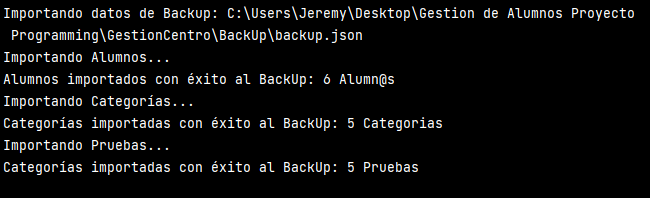 Importando datos de Backup: C:\Users\Jeremy\Desktop\Gestion de Alumnos Proyecto
Programming\GestionCentro\BackUp\backup.json
Importando Alumnos...
Alumnos importados con éxito al BackUp: 6 Alumn@s
Importando Categorías...
Categorías importadas con éxito al BackUp: 5 Categorias
Importando Pruebas...
Categorías importadas con éxito al BackUp: 5 Pruebas